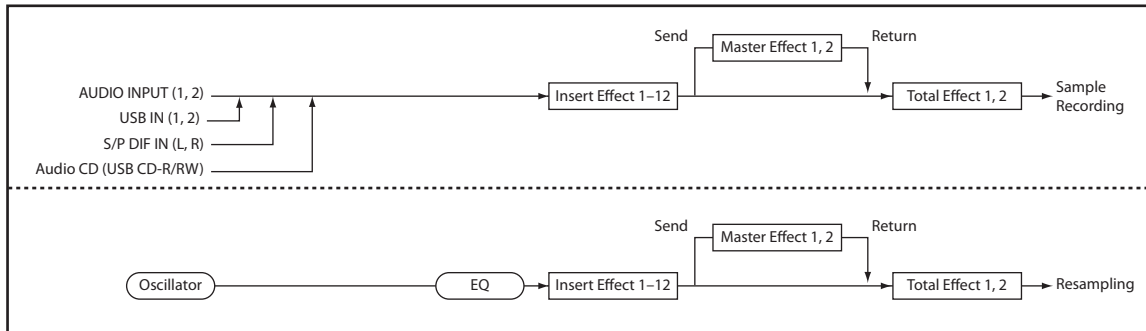 Send
Master Effect 1, 2
Return
AUDIO INPUT (1, 2)
Insert Effect 1–12
Total Effect 1, 2
Sample
Recording
USB IN (1, 2)
S/P DIF IN (L, R)
Audio CD (USB CD-R/RW)
Send
Master Effect 1, 2
Return
Oscillator
EQ
Insert Effect 1–12
Total Effect 1, 2
Resampling